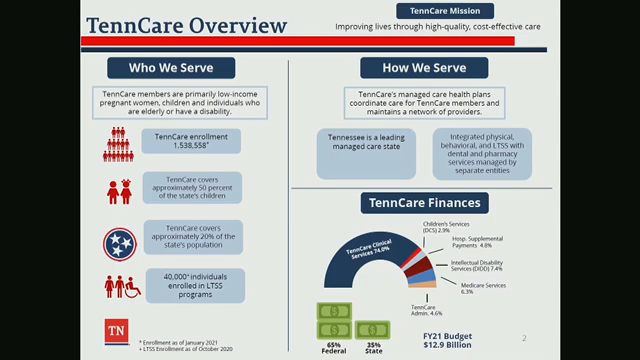 TennCare Overview
TennCare Mission
Improving lives through high-quality, cost-effective care
Who We Serve
TennCare members are primarily low-income
pregnant women, children and individuals who
are elderly or have a disability.
TennCare enrollment
1,538,558*
TennCare covers
approximately 50 percent
of the state's children
TennCare covers
approximately 20% of the
state's population
40,000+ individuals
enrolled in LTSS
programs
TN
* Enrollment as of January 2021
+ LTSS Enrollment as of October 2020
How We Serve
TennCare's managed care health plans
coordinate care for TennCare members and
maintains a network of providers.
Tennessee is a leading
managed care state
Integrated physical,
behavioral, and LTSS with
dental and pharmacy
services managed by
separate entities
TennCare Finances
TennCare Clinical
Services 74.0%
Children's Services
(DCS) 2.9%
Hosp. Supplemental
Payments 4.8%
Intellectual Disability
Services (DIDD) 7.4%
Medicare Services
6.3%
TennCare
Admin. 4.6%
65%
Federal
35%
State
FY21 Budget
$12.9 Billion
2